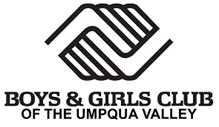 BOYS & GIRLS CLUB
OF THE UMPQUA VALLEY